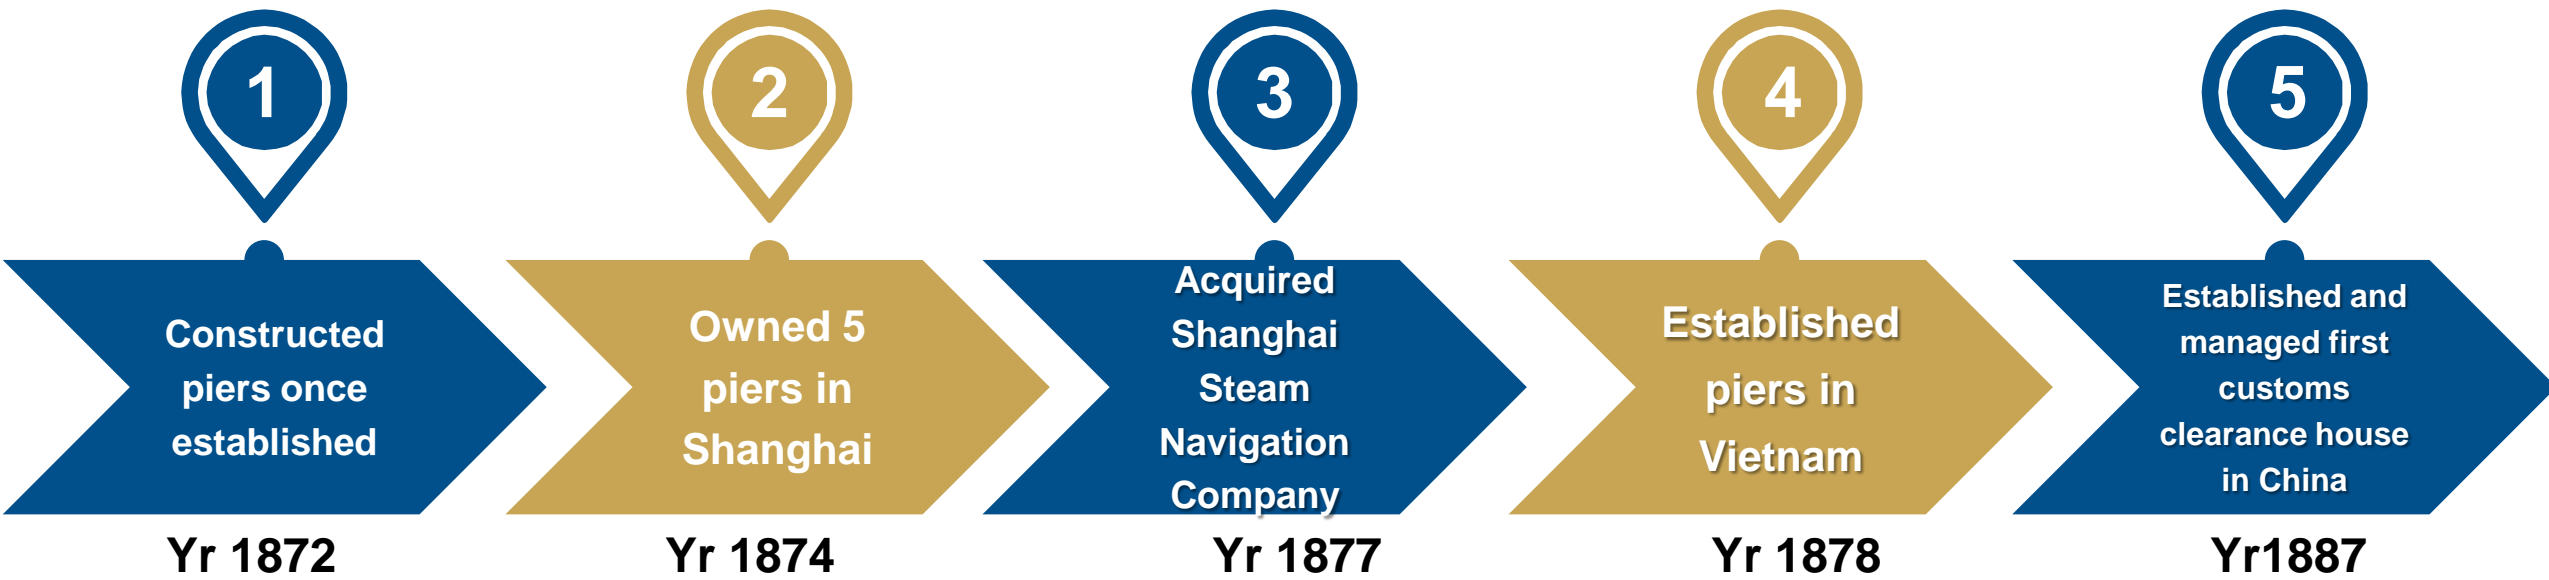 1
Constructed
piers once
established
Yr 1872
2
Owned 5
piers in
Shanghai
Yr 1874
3
Acquired
Shanghai
Steam
Navigation
Company
Yr 1877
4
Established
piers in
Vietnam
Yr 1878
5
Established and
managed first
customs
clearance house
in China
Yr1887